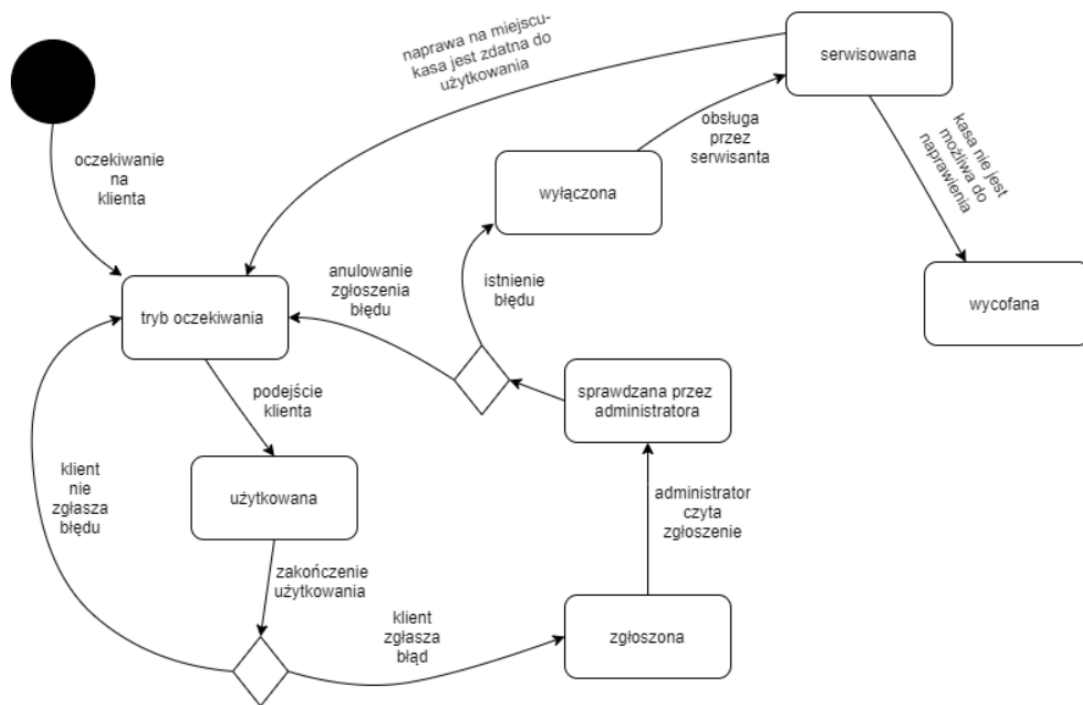 naprawa na miejscu-
kasa jest zdatna do
użytkowania
serwisowana
oczekiwanie
na
klienta
obsługa
przez
serwisanta
kasa nie jest
możliwa do
naprawienia
wyłączona
anulowanie
zgłoszenia
błędu
istnienie
błędu
wycofana
tryb oczekiwania
podejście
klienta
sprawdzana przez
administratora
klient
nie
zgłasza
błędu
użytkowana
administrator
czyta
zgłoszenie
zakończenie
użytkowania
klient
zgłasza
błąd
zgłoszona